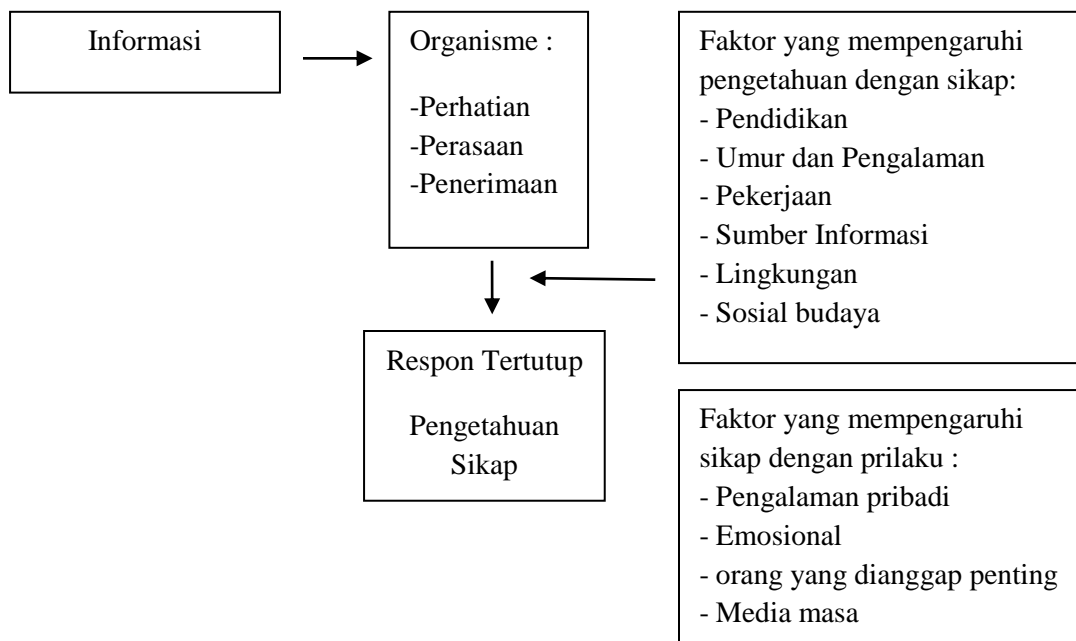 Informasi
Organisme :
-Perhatian
-Perasaan
-Penerimaan
Faktor yang mempengaruhi
pengetahuan dengan sikap:
- Pendidikan
- Umur dan Pengalaman
- Pekerjaan
- Sumber Informasi
- Lingkungan
- Sosial budaya
Respon Tertutup
Pengetahuan
Sikap
Faktor yang mempengaruhi
sikap dengan prilaku :
- Pengalaman pribadi
- Emosional
- orang yang dianggap penting
- Media masa